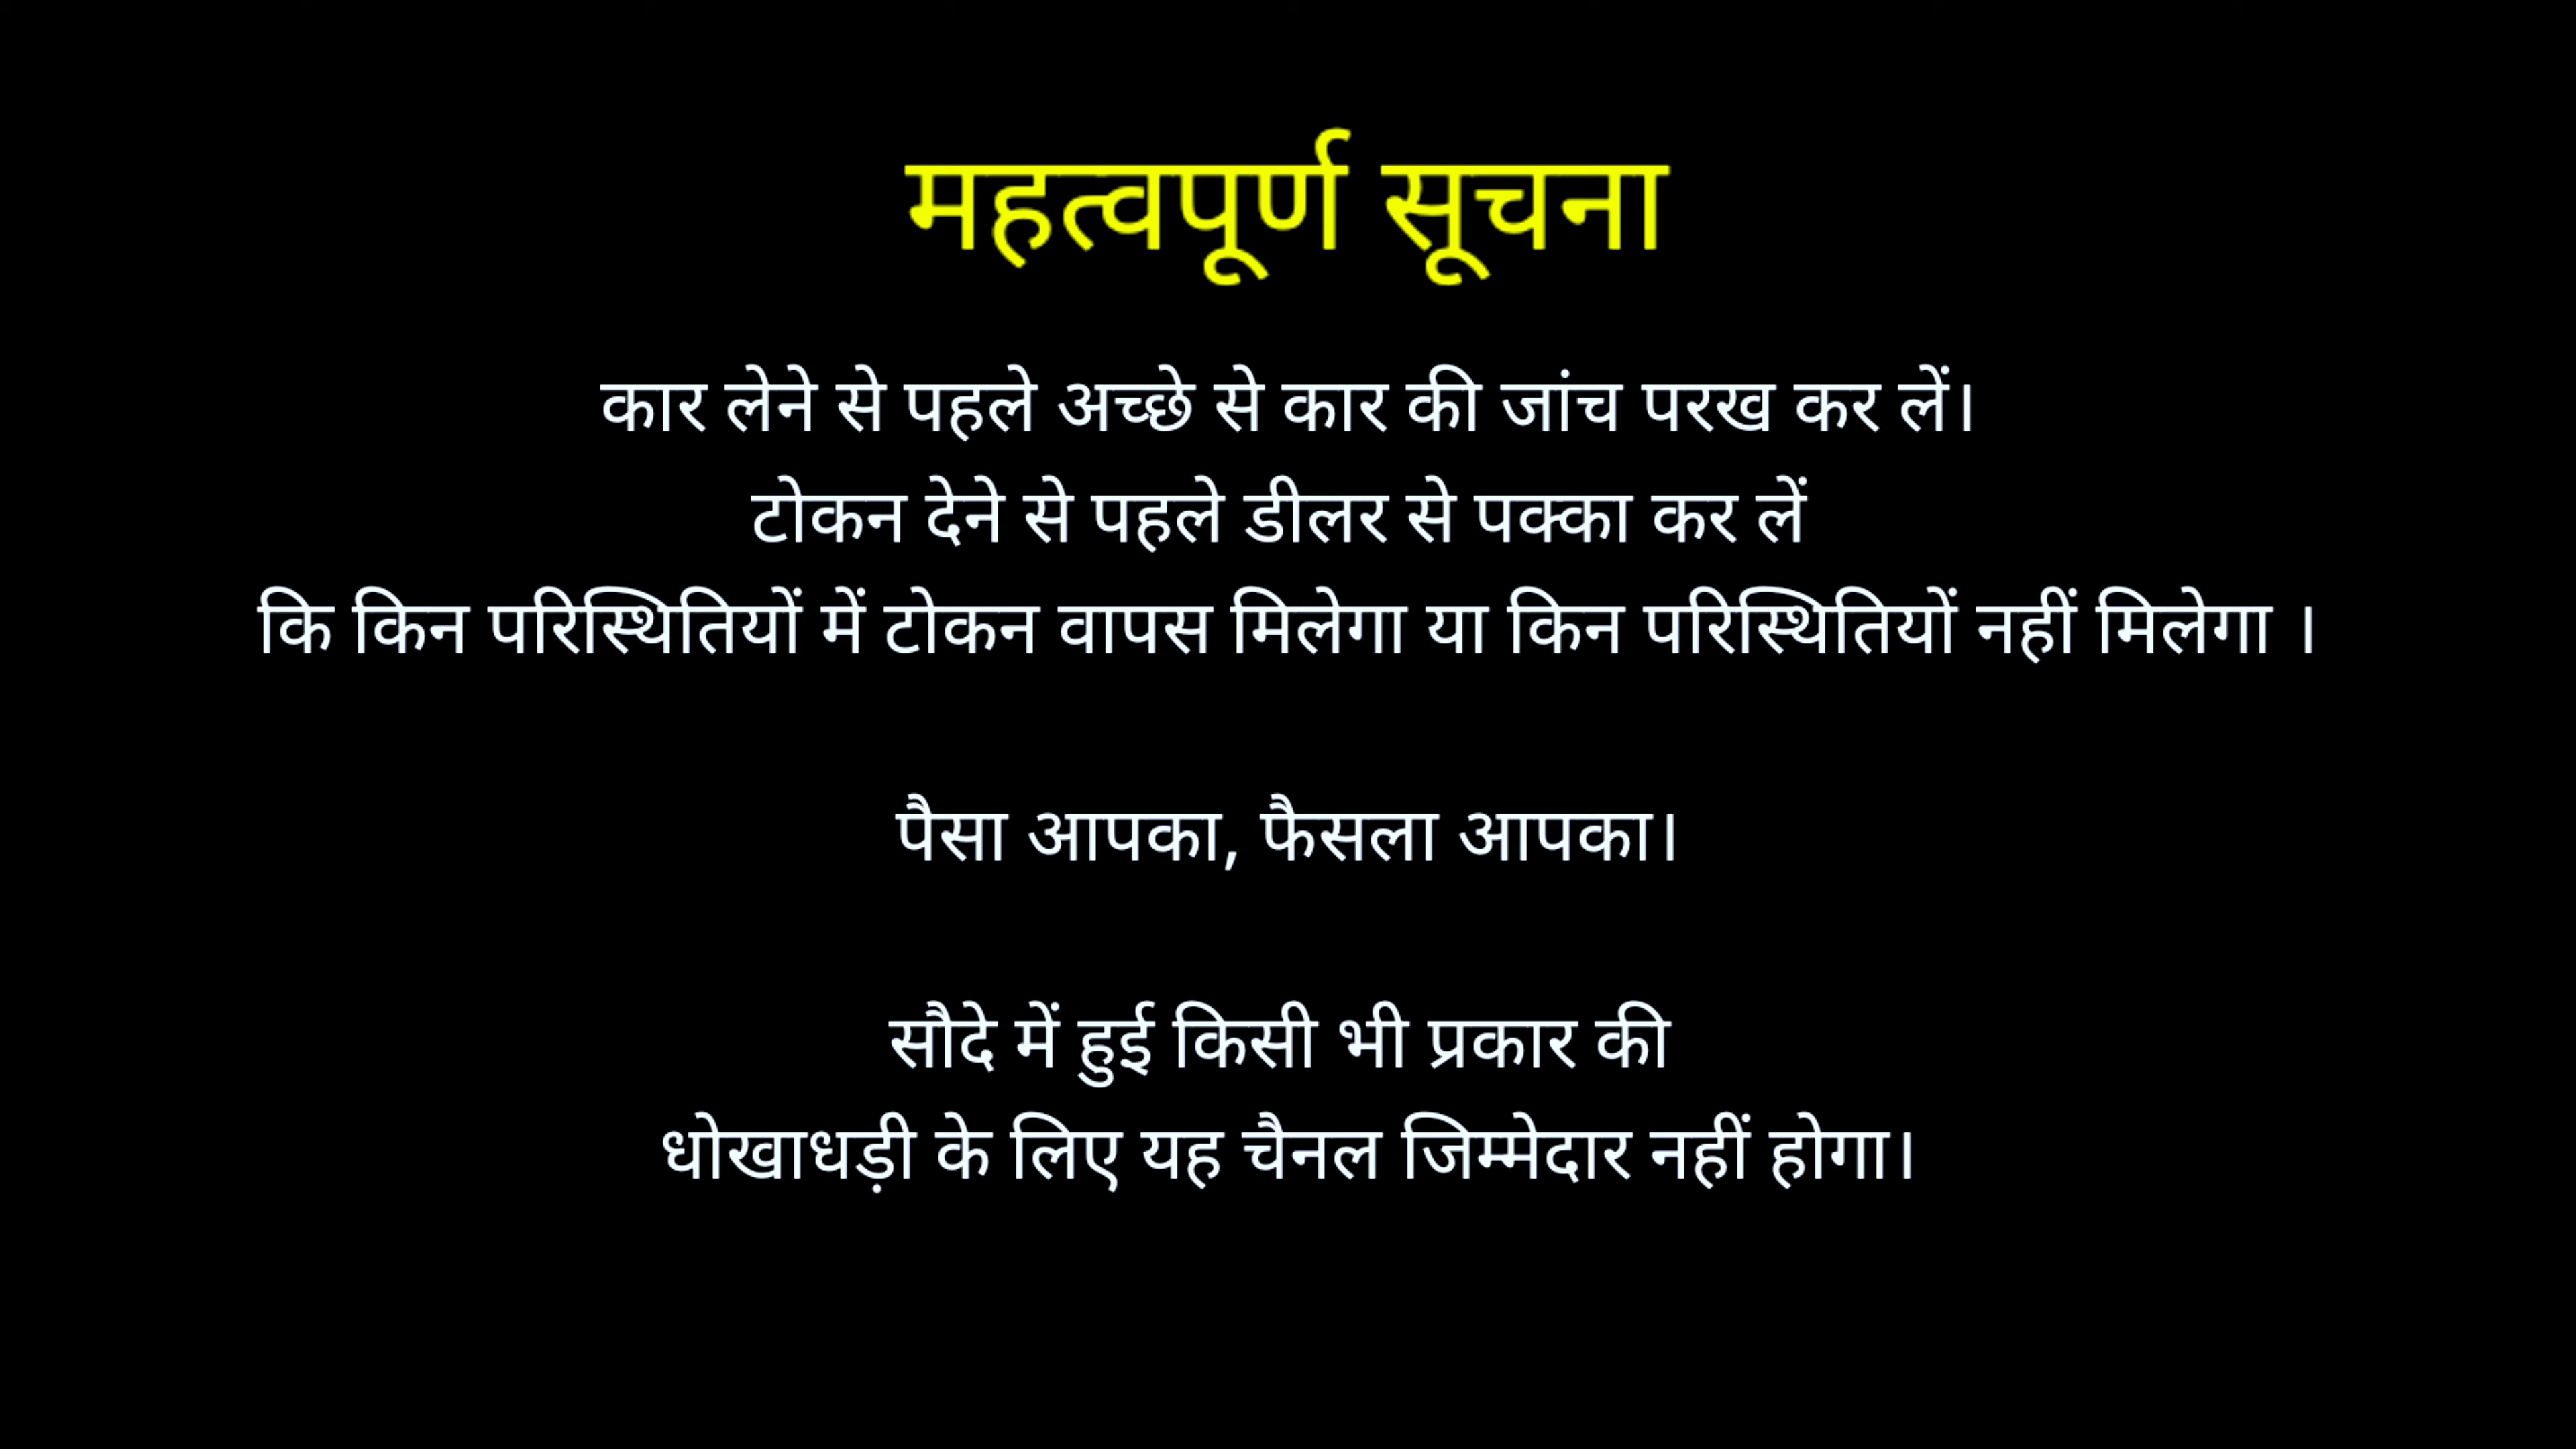 महत्वपूर्ण सूचना
कार लेने से पहले अच्छे से कार की जांच परख कर लें।
टोकन देने से पहले डीलर से पक्का कर लें
कि किन परिस्थितियों में टोकन वापस मिलेगा या किन परिस्थितियों नहीं मिलेगा ।
पैसा आपका, फैसला आपका।
सौदे में हुई किसी भी प्रकार की
धोखाधड़ी के लिए यह चैनल जिम्मेदार नहीं होगा।